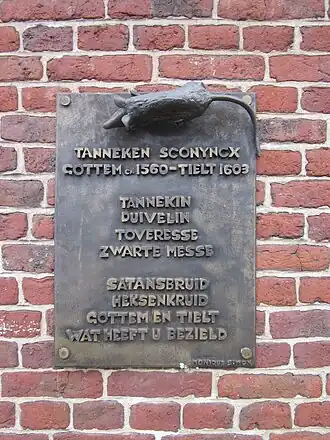 TANNEKEN SCONYNCX
GOTTEM ca. 1560-TIELT 1603
TANNEKIN
DUIVELIN
TOVERESSE
ZWARTE MESSE
SATANSBRUID
HEKSENKRUID
GOTTEM EN TIELT
WAT HEEFT U BEZIELD